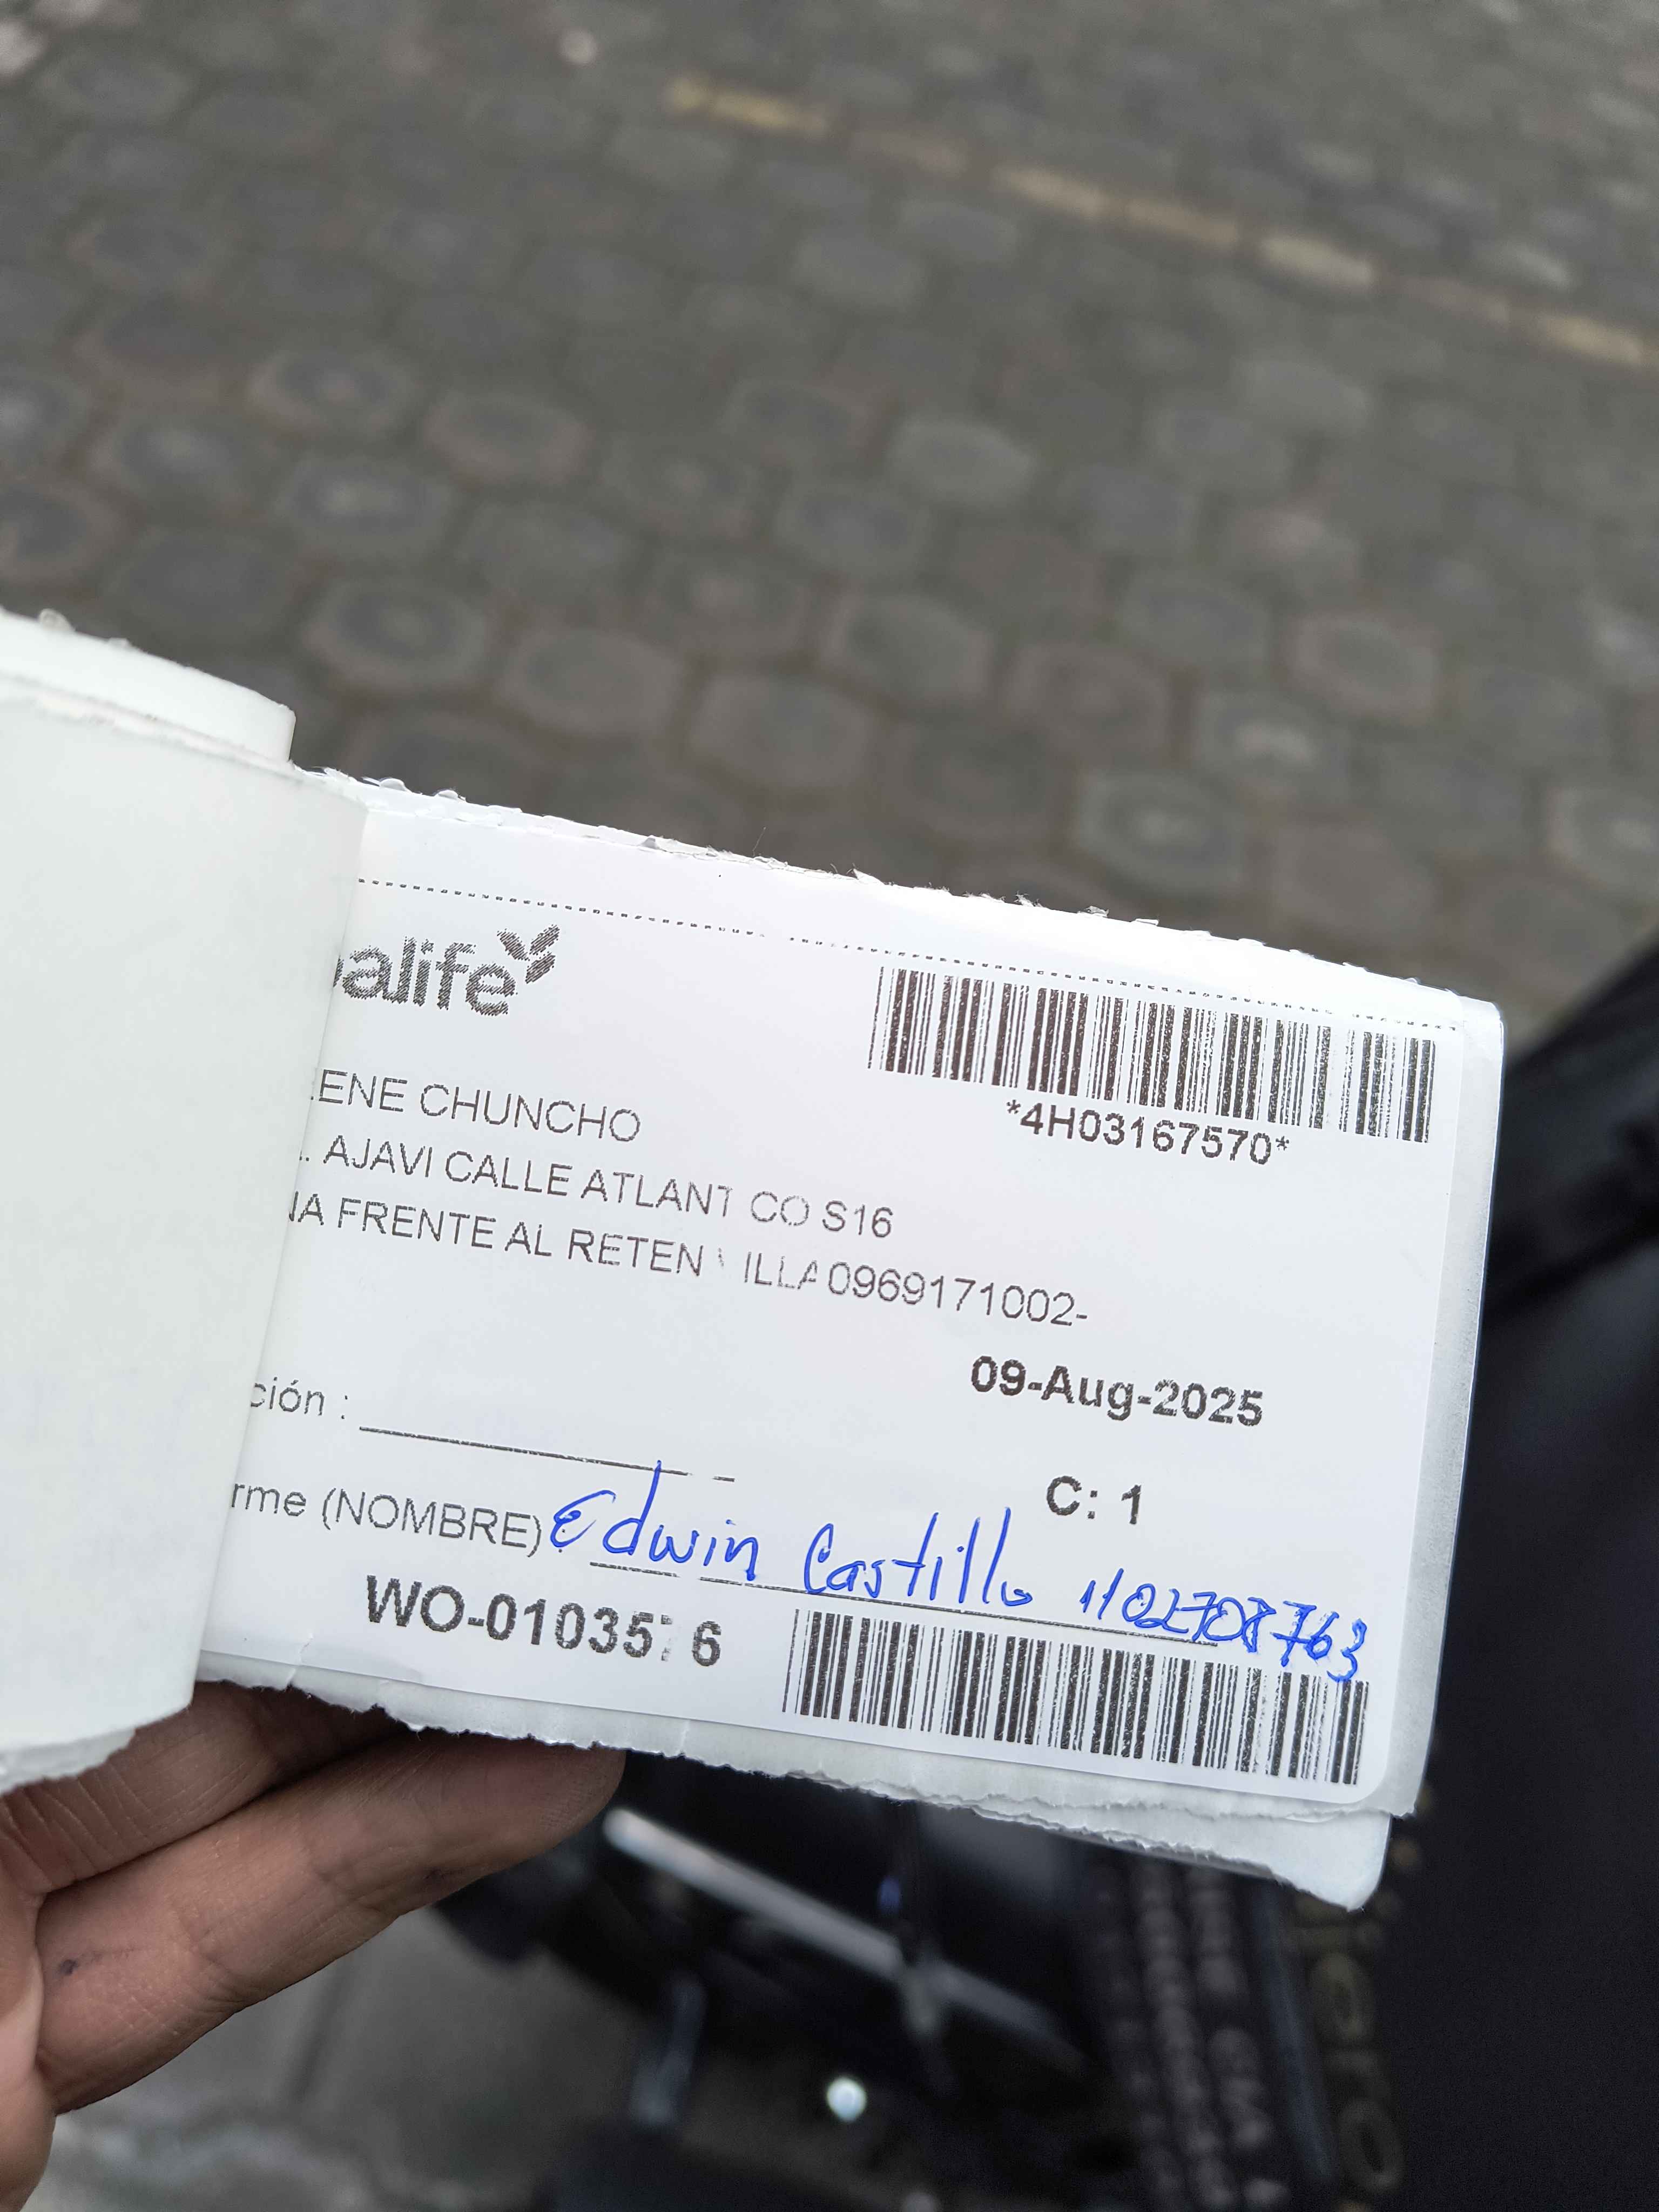 alife
*4H03167570*
ENE CHUNCHO
. AJAVI CALLE ATLANT CO S16
NA FRENTE AL RETEN ILLA 0969171002-
09-Aug-2025
ción :
C: 1
rme (NOMBRE) Edwin Castillo 1102708763
WO-01035 6